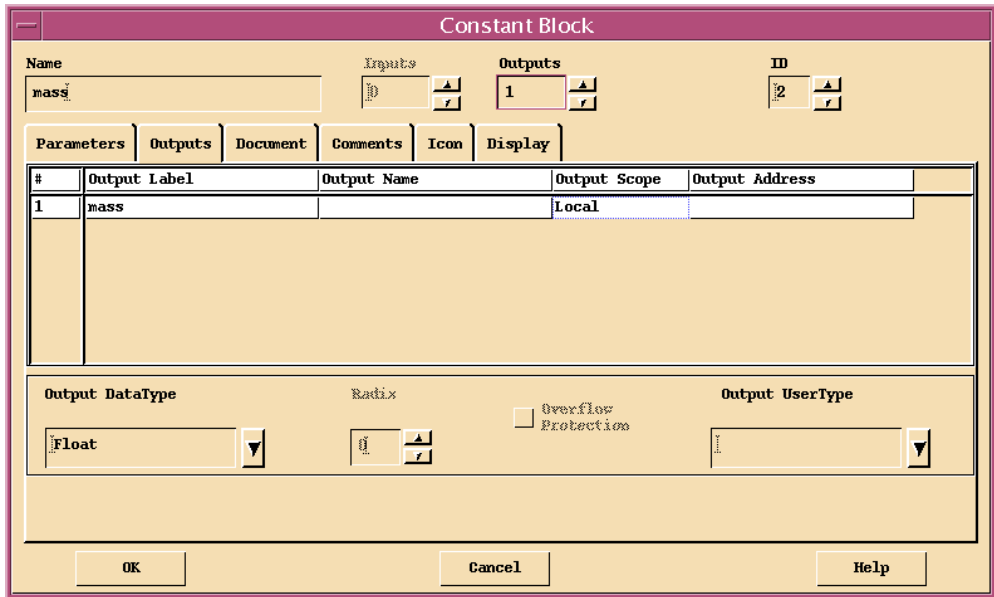 Constant Block
Name Inputs Outputs ID
mass 0 1 2
Parameters Outputs Document Comments Icon Display
# Output Label Output Name Output Scope Output Address
1 mass Local
Output DataType Radix Overflow Protection Output UserType
Float 0
OK Cancel Help